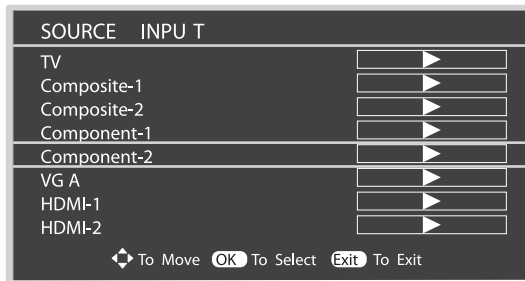 SOURCE INPUT T
TV
Composite-1
Composite-2
Component-1
Component-2
VG A
HDMI-1
HDMI-2
To Move OK To Select Exit To Exit